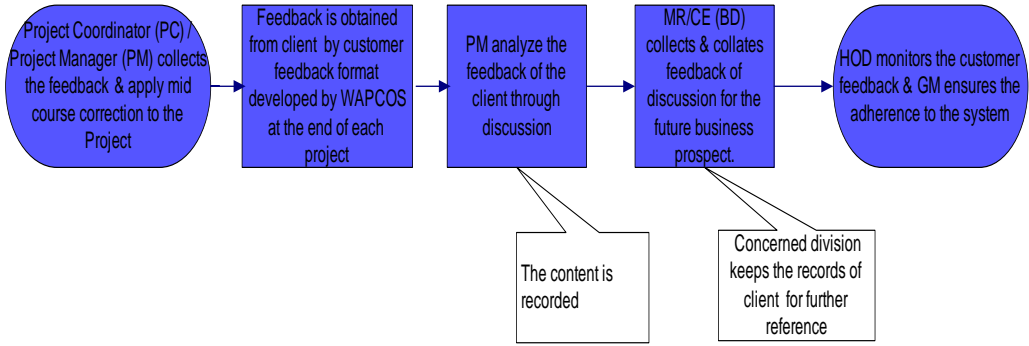 Project Coordinator (PC) /
Project Manager (PM) collects
the feedback & apply mid
course correction to the
Project
Feedback is obtained
from client by customer
feedback format
developed by WAPCOS
at the end of each
project
PM analyze the
feedback of the
client through
discussion
MR/CE (BD)
collects & collates
feedback of
discussion for the
future business
prospect.
HOD monitors the customer
feedback & GM ensures the
adherence to the system
The content is
recorded
Concerned division
keeps the records of
client for further
reference